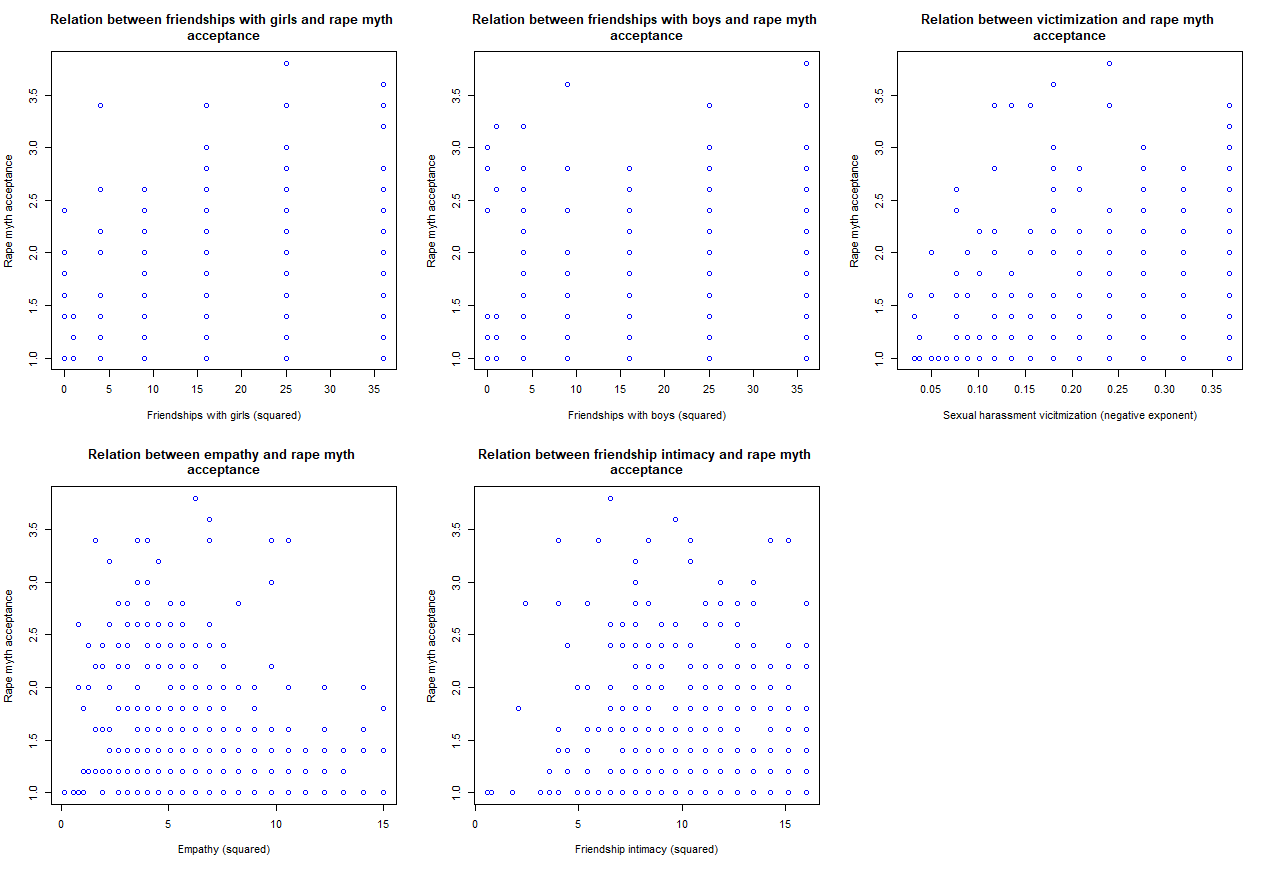 Relation between friendships with girls and rape myth
acceptance
3.5
3.0
2.5
2.0
1.5
1.0
Rape myth acceptance
0 5 10 15 20 25 30 35
Friendships with girls (squared)
Relation between friendships with boys and rape myth
acceptance
3.5
3.0
2.5
2.0
1.5
1.0
Rape myth acceptance
0 5 10 15 20 25 30 35
Friendships with boys (squared)
Relation between victimization and rape myth
acceptance
3.5
3.0
2.5
2.0
1.5
1.0
Rape myth acceptance
0.05 0.10 0.15 0.20 0.25 0.30 0.35
Sexual harassment vicitmization (negative exponent)
Relation between empathy and rape myth
acceptance
3.5
3.0
2.5
2.0
1.5
1.0
Rape myth acceptance
0 5 10 15
Empathy (squared)
Relation between friendship intimacy and rape myth
acceptance
3.5
3.0
2.5
2.0
1.5
1.0
Rape myth acceptance
0 5 10 15
Friendship intimacy (squared)